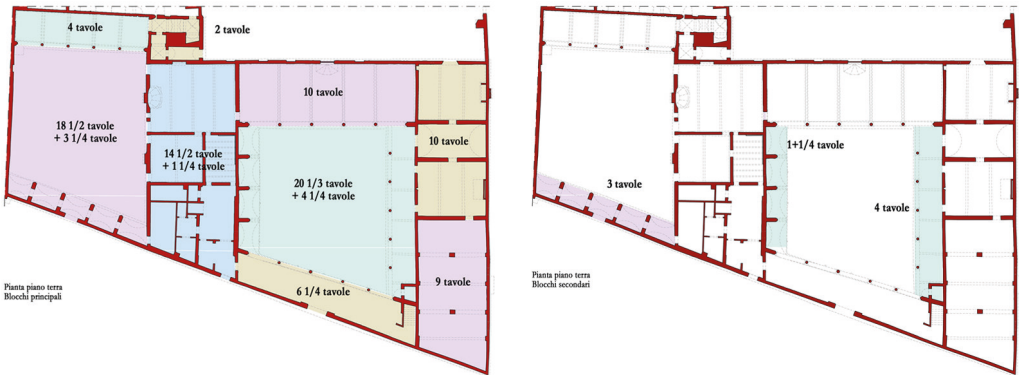 4 tavole
2 tavole
10 tavole
18 1/2 tavole
+ 3 1/4 tavole
14 1/2 tavole
+ 1 1/4 tavole
10 tavole
20 1/3 tavole
+ 4 1/4 tavole
9 tavole
6 1/4 tavole
Pianta piano terra
Blocchi principali
1+1/4 tavole
3 tavole
4 tavole
Pianta piano terra
Blocchi secondari